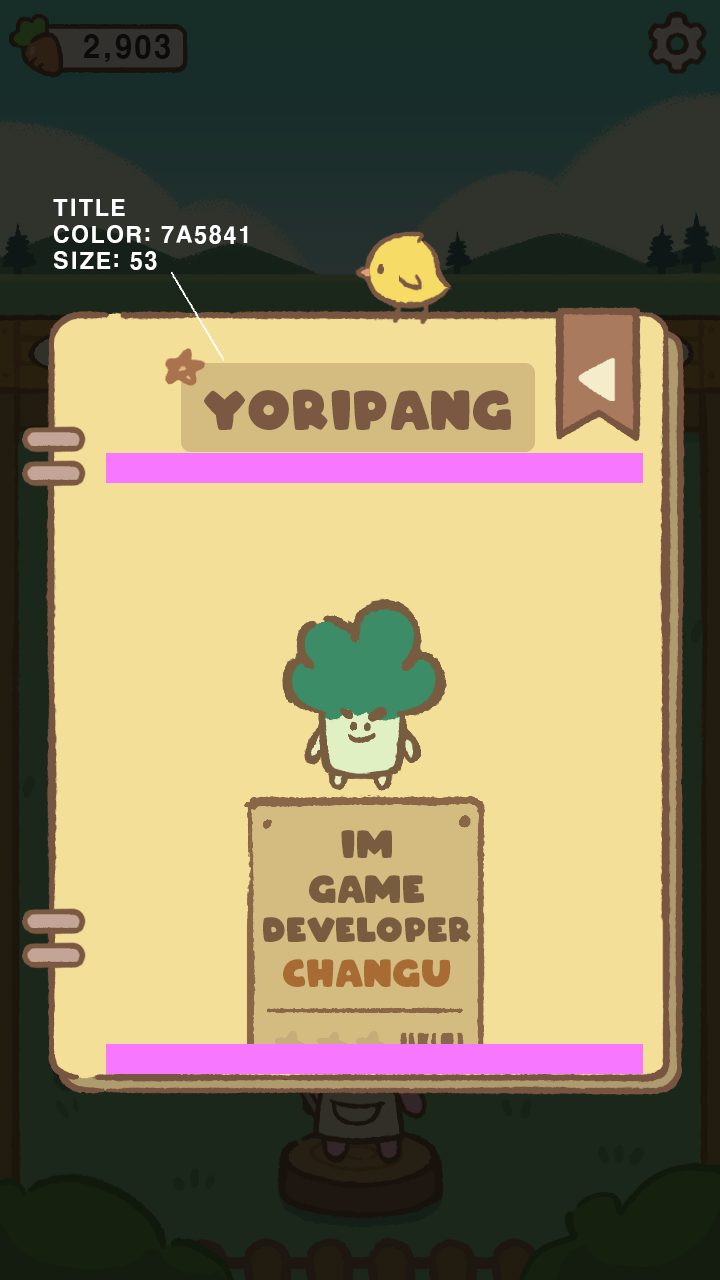 2,903
TITLE
COLOR: 7A5841
SIZE: 53
YORIPANG
IM
GAME
DEVELOPER
CHANGU